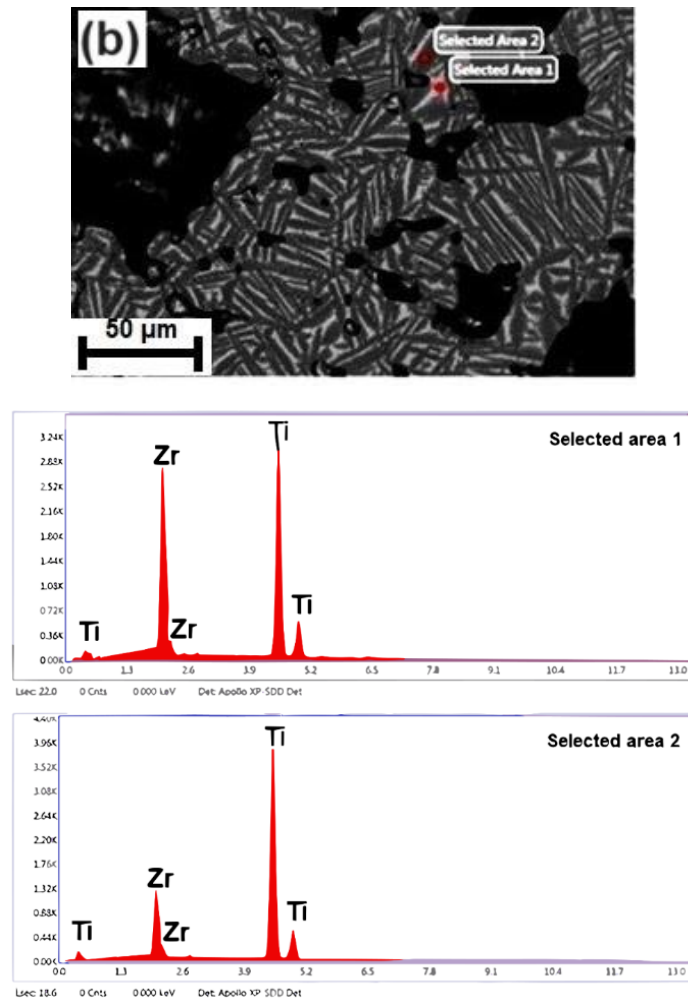 (b)
Selected Area 2
Selected Area 1
50 µm
Selected area 1
3.24K
2.88K
2.52K
2.16K
1.80K
1.44K
1.08K
0.72K
0.36K
0.00K
Ti
Zr
Zr
Ti
Ti
0.0 1.3 2.6 3.9 5.2 6.5 7.8 9.1 10.4 11.7 13.0
Lsec: 22.0 0 Cnts 0.000 keV Det: Apollo XP-SDD Det
Selected area 2
4.40K
3.96K
3.52K
3.08K
2.64K
2.20K
1.76K
1.32K
0.88K
0.44K
0.00K
Ti
Zr
Zr
Ti
Ti
0.0 1.3 2.6 3.9 5.2 6.5 7.8 9.1 10.4 11.7 13.0
Lsec: 18.6 0 Cnts 0.000 keV Det: Apollo XP-SDD Det